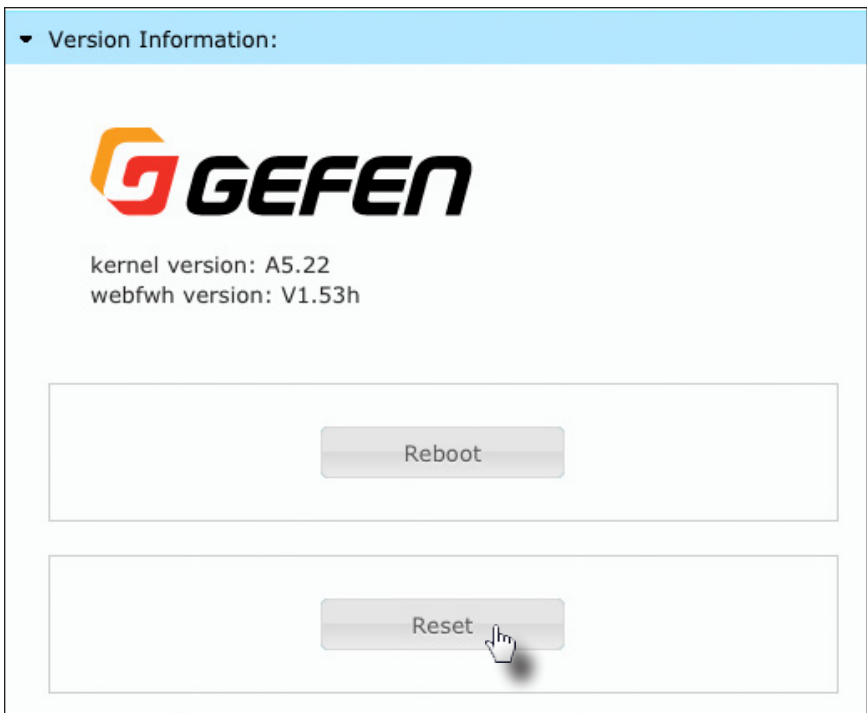 Version Information:
GEFEN
kernel version: A5.22
webfwh version: V1.53h
Reboot
Reset